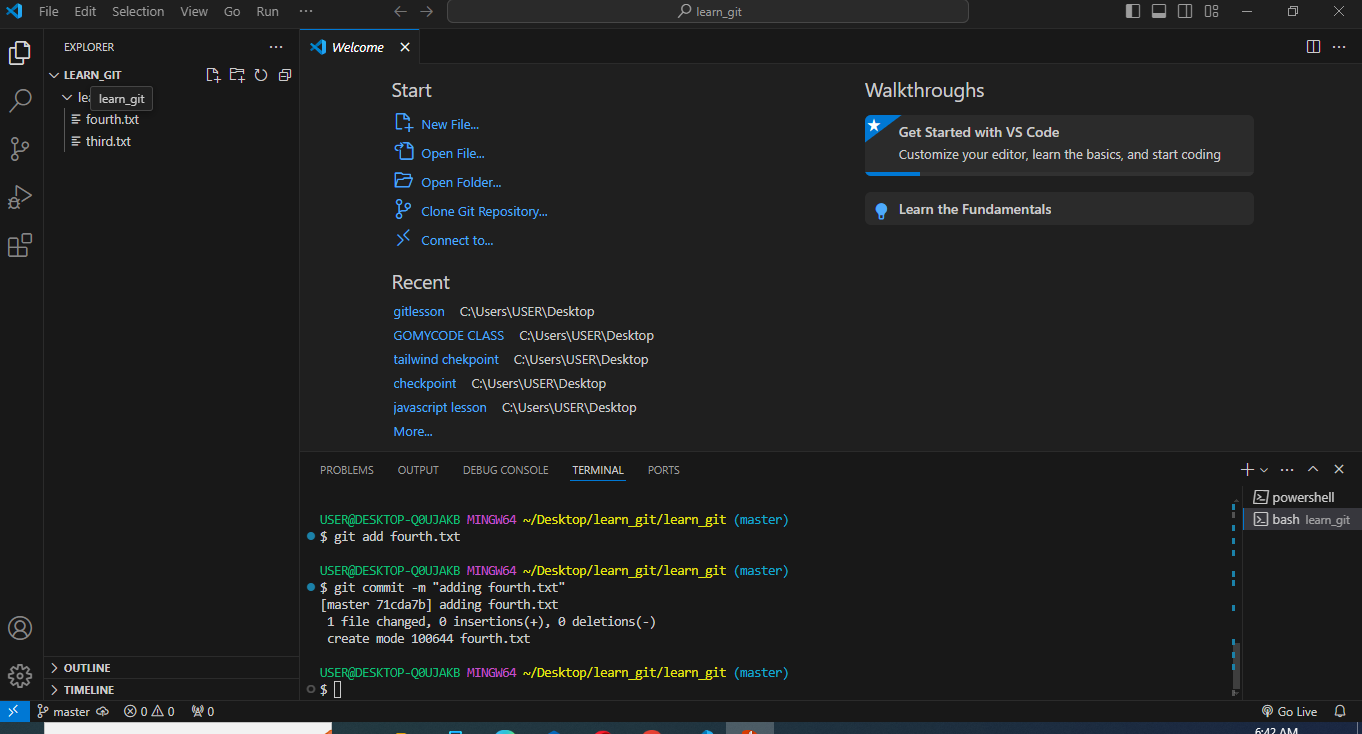 File Edit Selection View Go Run ···
learn_git
EXPLORER ···
LEARN_GIT
lea
learn_git
fourth.txt
third.txt
OUTLINE
TIMELINE
Welcome
Start
New File...
Open File...
Open Folder...
Clone Git Repository...
Connect to...
Recent
gitlesson C:\Users\USER\Desktop
GOMYCODE CLASS C:\Users\USER\Desktop
tailwind chekpoint C:\Users\USER\Desktop
checkpoint C:\Users\USER\Desktop
javascript lesson C:\Users\USER\Desktop
More...
Walkthroughs
Get Started with VS Code
Customize your editor, learn the basics, and start coding
Learn the Fundamentals
PROBLEMS OUTPUT DEBUG CONSOLE TERMINAL PORTS
USER@DESKTOP-Q0UJAKB MINGW64 ~/Desktop/learn_git/learn_git (master)
$ git add fourth.txt
USER@DESKTOP-Q0UJAKB MINGW64 ~/Desktop/learn_git/learn_git (master)
$ git commit -m "adding fourth.txt"
[master 71cda7b] adding fourth.txt
1 file changed, 0 insertions(+), 0 deletions(-)
create mode 100644 fourth.txt
USER@DESKTOP-Q0UJAKB MINGW64 ~/Desktop/learn_git/learn_git (master)
$
powershell
bash learn_git
master 0 0 0
Go Live
6:42 AM